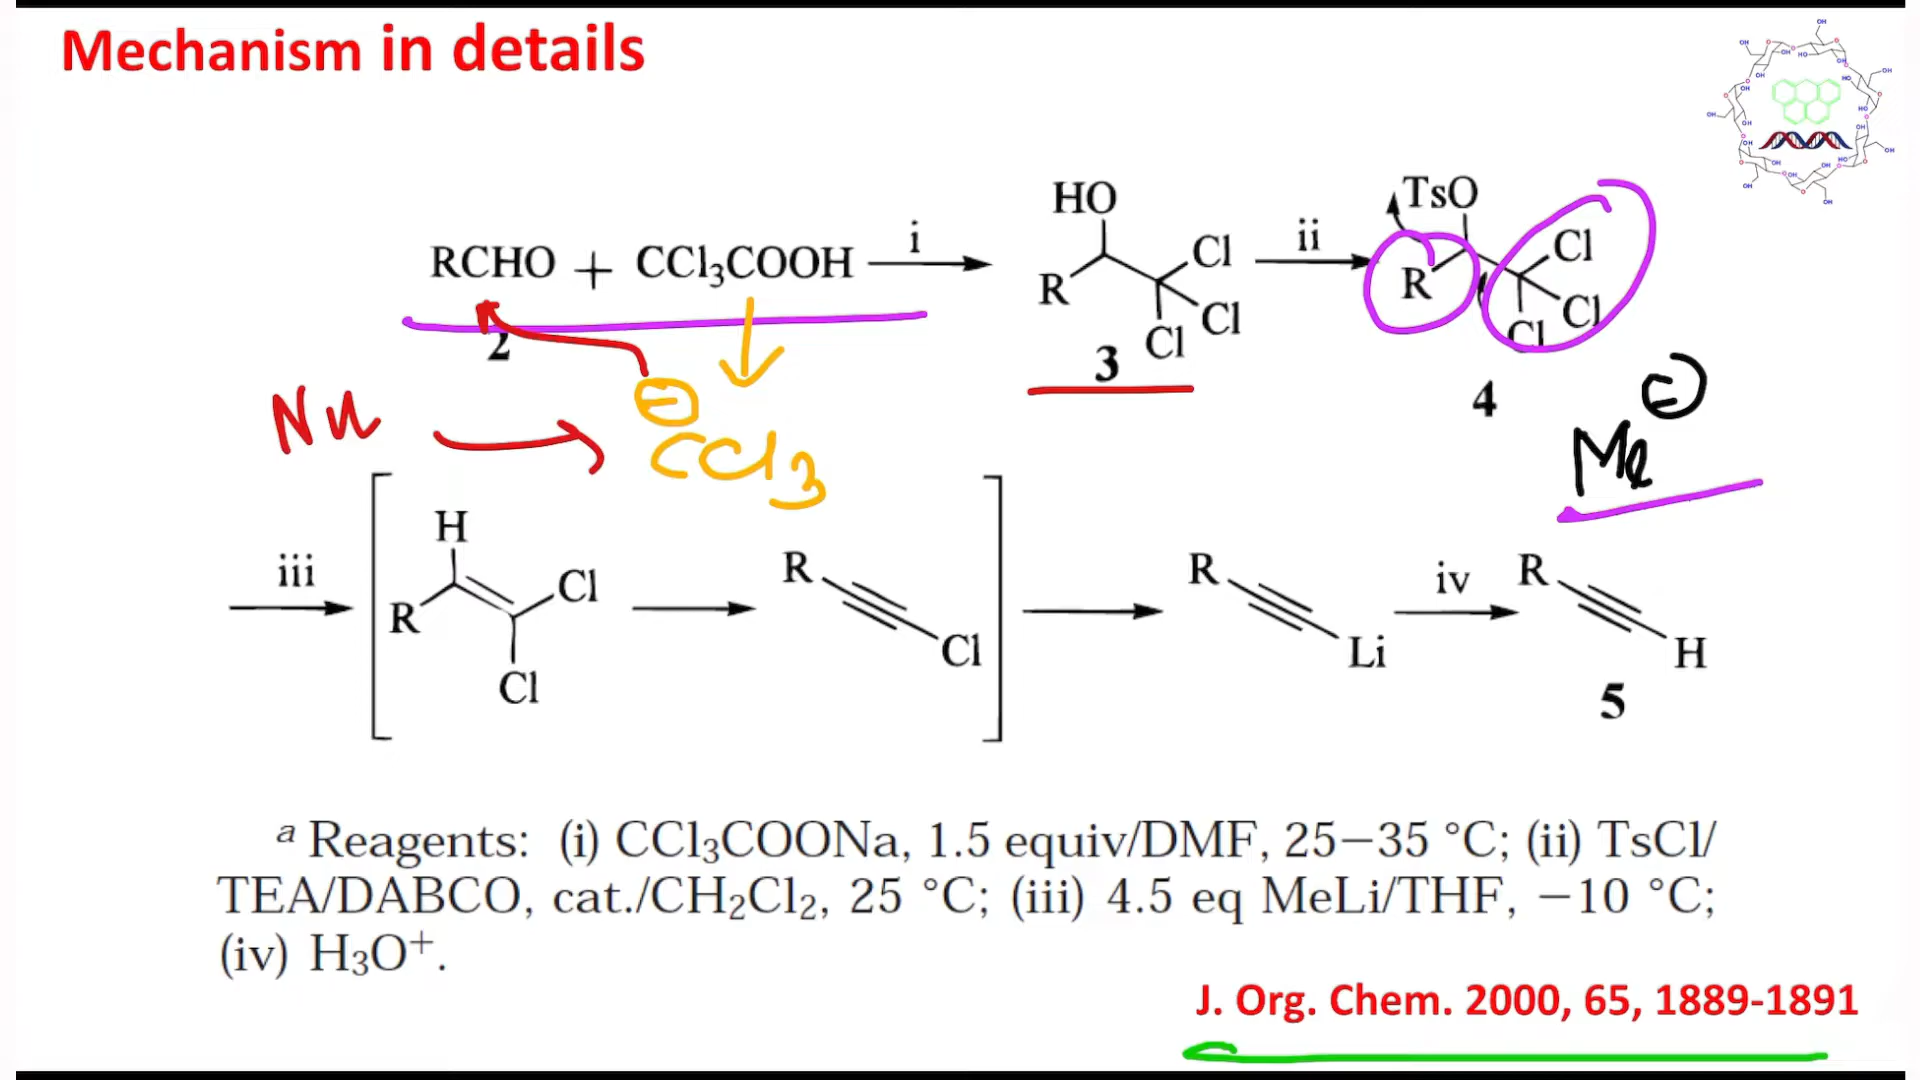 Mechanism in details
RCHO + CCl₃COOH
i
2
HO
R
Cl
Cl
Cl
3
ii
TsO
R
Cl
Cl
Cl
4
Nu
⊖
CCl3
Me
⊖
iii
H
R
Cl
Cl
R
Cl
R
Li
iv
R
H
5
ᵃ Reagents: (i) CCl₃COONa, 1.5 equiv/DMF, 25–35 °C; (ii) TsCl/
TEA/DABCO, cat./CH₂Cl₂, 25 °C; (iii) 4.5 eq MeLi/THF, −10 °C;
(iv) H₃O⁺.
J. Org. Chem. 2000, 65, 1889-1891